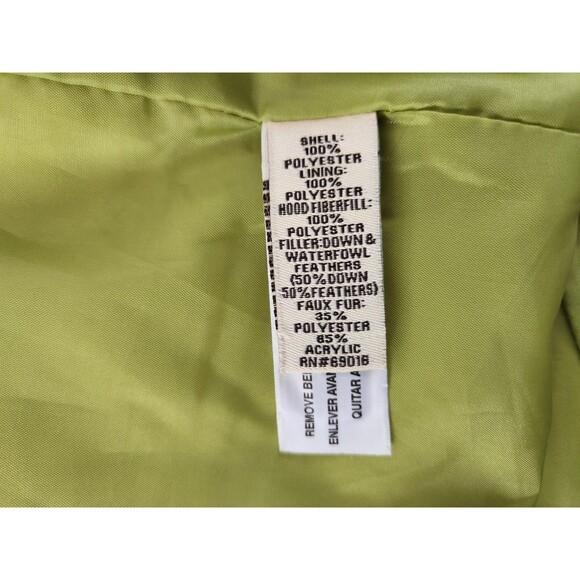 SHELL:
100%
POLYESTER
LINING:
100%
POLYESTER
HOOD FIBERFILL:
100%
POLYESTER
FILLER:DOWN &
WATERFOWL
FEATHERS
(50%DOWN
50%FEATHERS)
FAUX FUR:
35%
POLYESTER
65%
ACRYLIC
RN#69016
REMOVE BE
ENLEVER AVA
QUITAR A